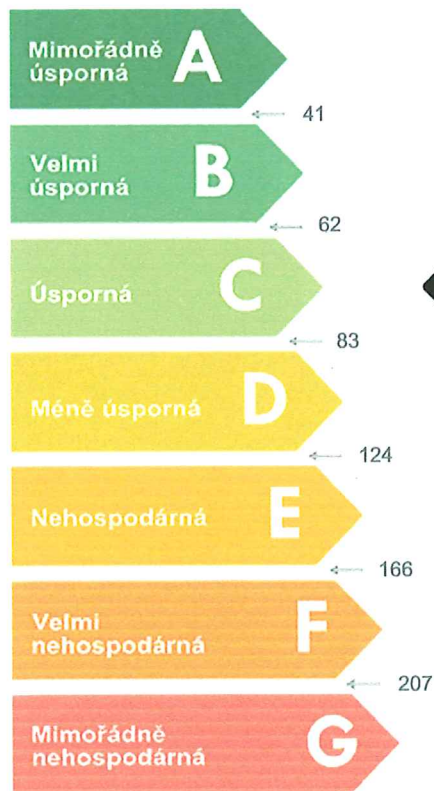 Mimořádně
úsporná
A
41
Velmi
úsporná
B
62
Úsporná
C
83
Méně úsporná
D
124
Nehospodárná
E
166
Velmi
nehospodárná
F
207
Mimořádně
nehospodárná
G